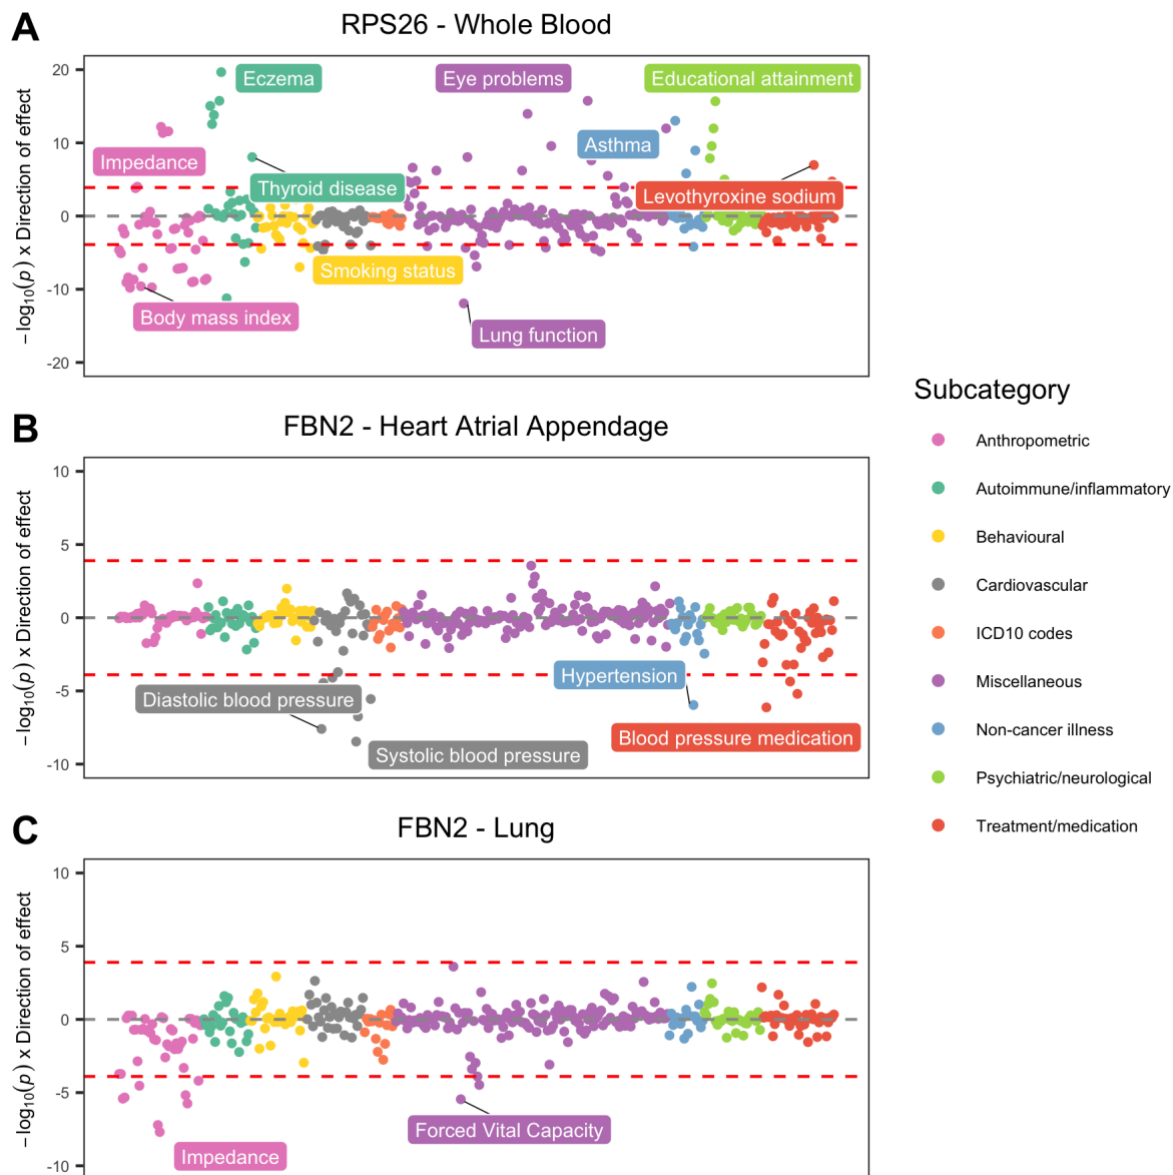 A
RPS26 - Whole Blood
−log10(p) x Direction of effect
20
10
0
-10
-20
Eczema
Eye problems
Educational attainment
Asthma
Impedance
Thyroid disease
Levothyroxine sodium
Smoking status
Body mass index
Lung function
B
FBN2 - Heart Atrial Appendage
−log10(p) x Direction of effect
10
5
0
-5
-10
Hypertension
Diastolic blood pressure
Blood pressure medication
Systolic blood pressure
C
FBN2 - Lung
−log10(p) x Direction of effect
10
5
0
-5
-10
Forced Vital Capacity
Impedance
Subcategory
Anthropometric
Autoimmune/inflammatory
Behavioural
Cardiovascular
ICD10 codes
Miscellaneous
Non-cancer illness
Psychiatric/neurological
Treatment/medication